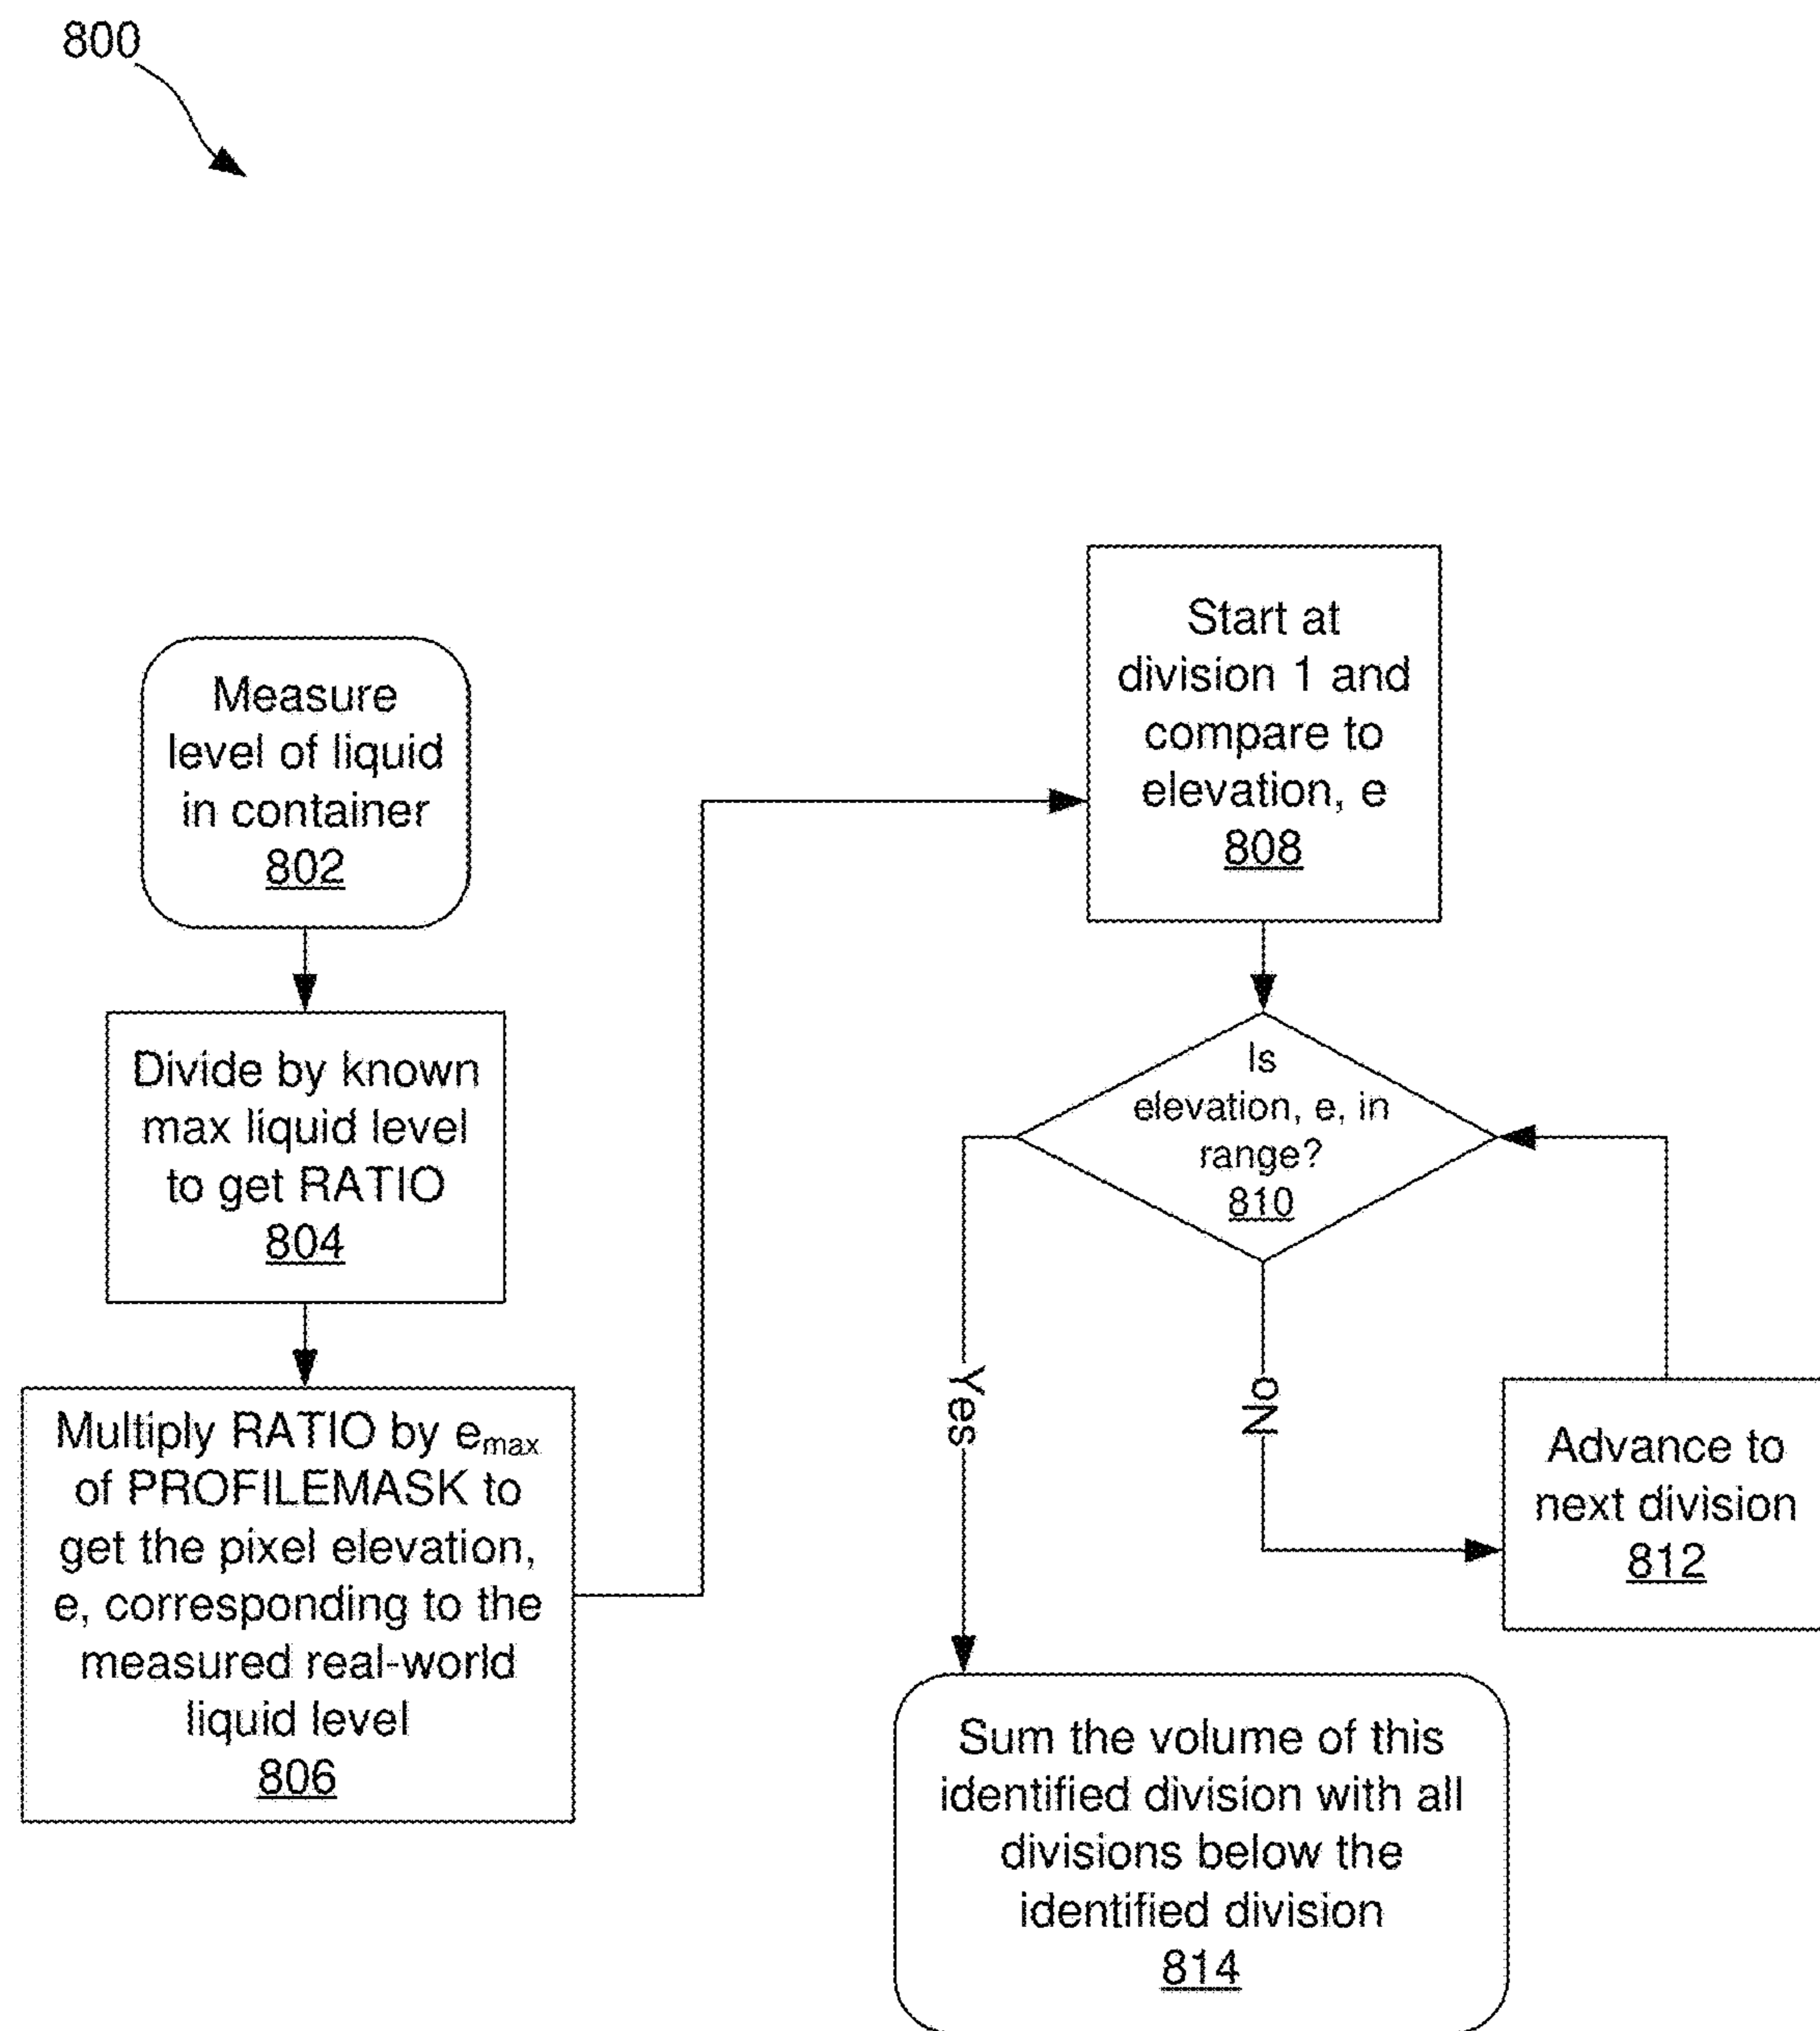 800
Measure
level of liquid
in container
802
Divide by known
max liquid level
to get RATIO
804
Multiply RATIO by emax
of PROFILEMASK to
get the pixel elevation,
e, corresponding to the
measured real-world
liquid level
806
Start at
division 1 and
compare to
elevation, e
808
Is
elevation, e, in
range?
810
Yes
No
Advance to
next division
812
Sum the volume of this
identified division with all
divisions below the
identified division
814